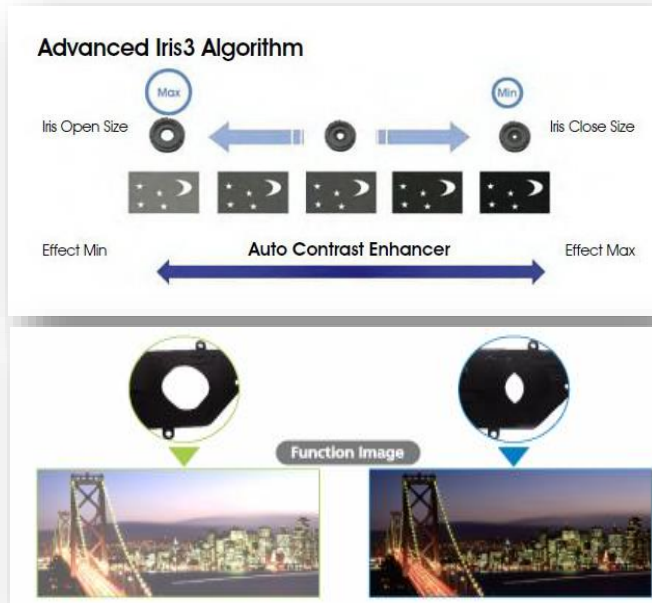 Advanced Iris3 Algorithm
Max
Min
Iris Open Size
Iris Close Size
Effect Min
Auto Contrast Enhancer
Effect Max
Function Image